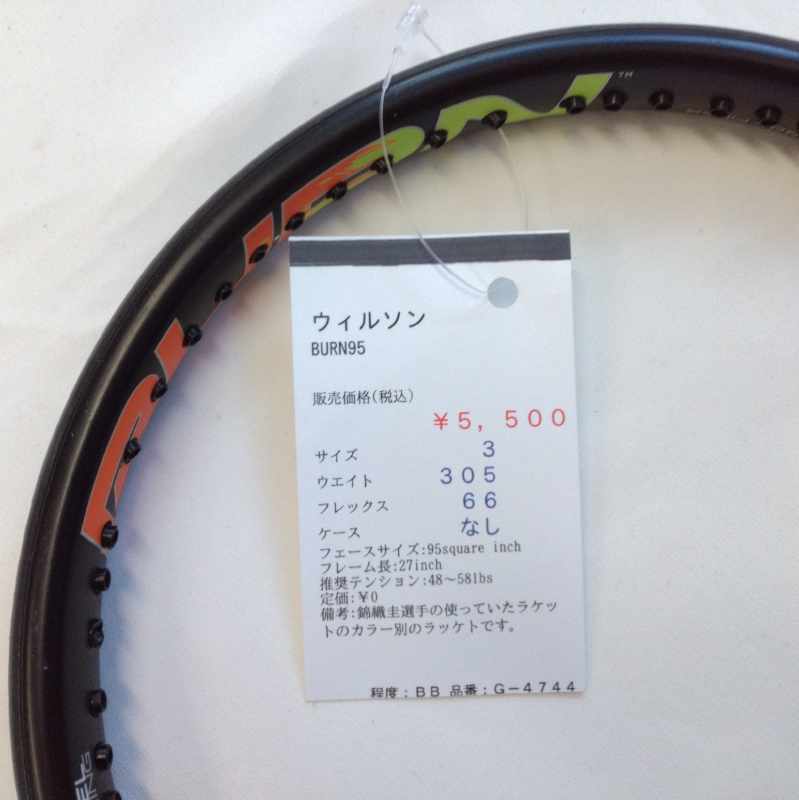 BURN™
ウィルソン
BURN95
販売価格(税込)
￥5,500
サイズ 3
ウエイト 305
フレックス 66
ケース なし
フェースサイズ:95square inch
フレーム長:27inch
推奨テンション:48～58lbs
定価:¥0
備考:錦織圭選手の使っていたラケッ
トのカラー別のラッケトです。
程度：ＢＢ 品番：Ｇ－４７４４